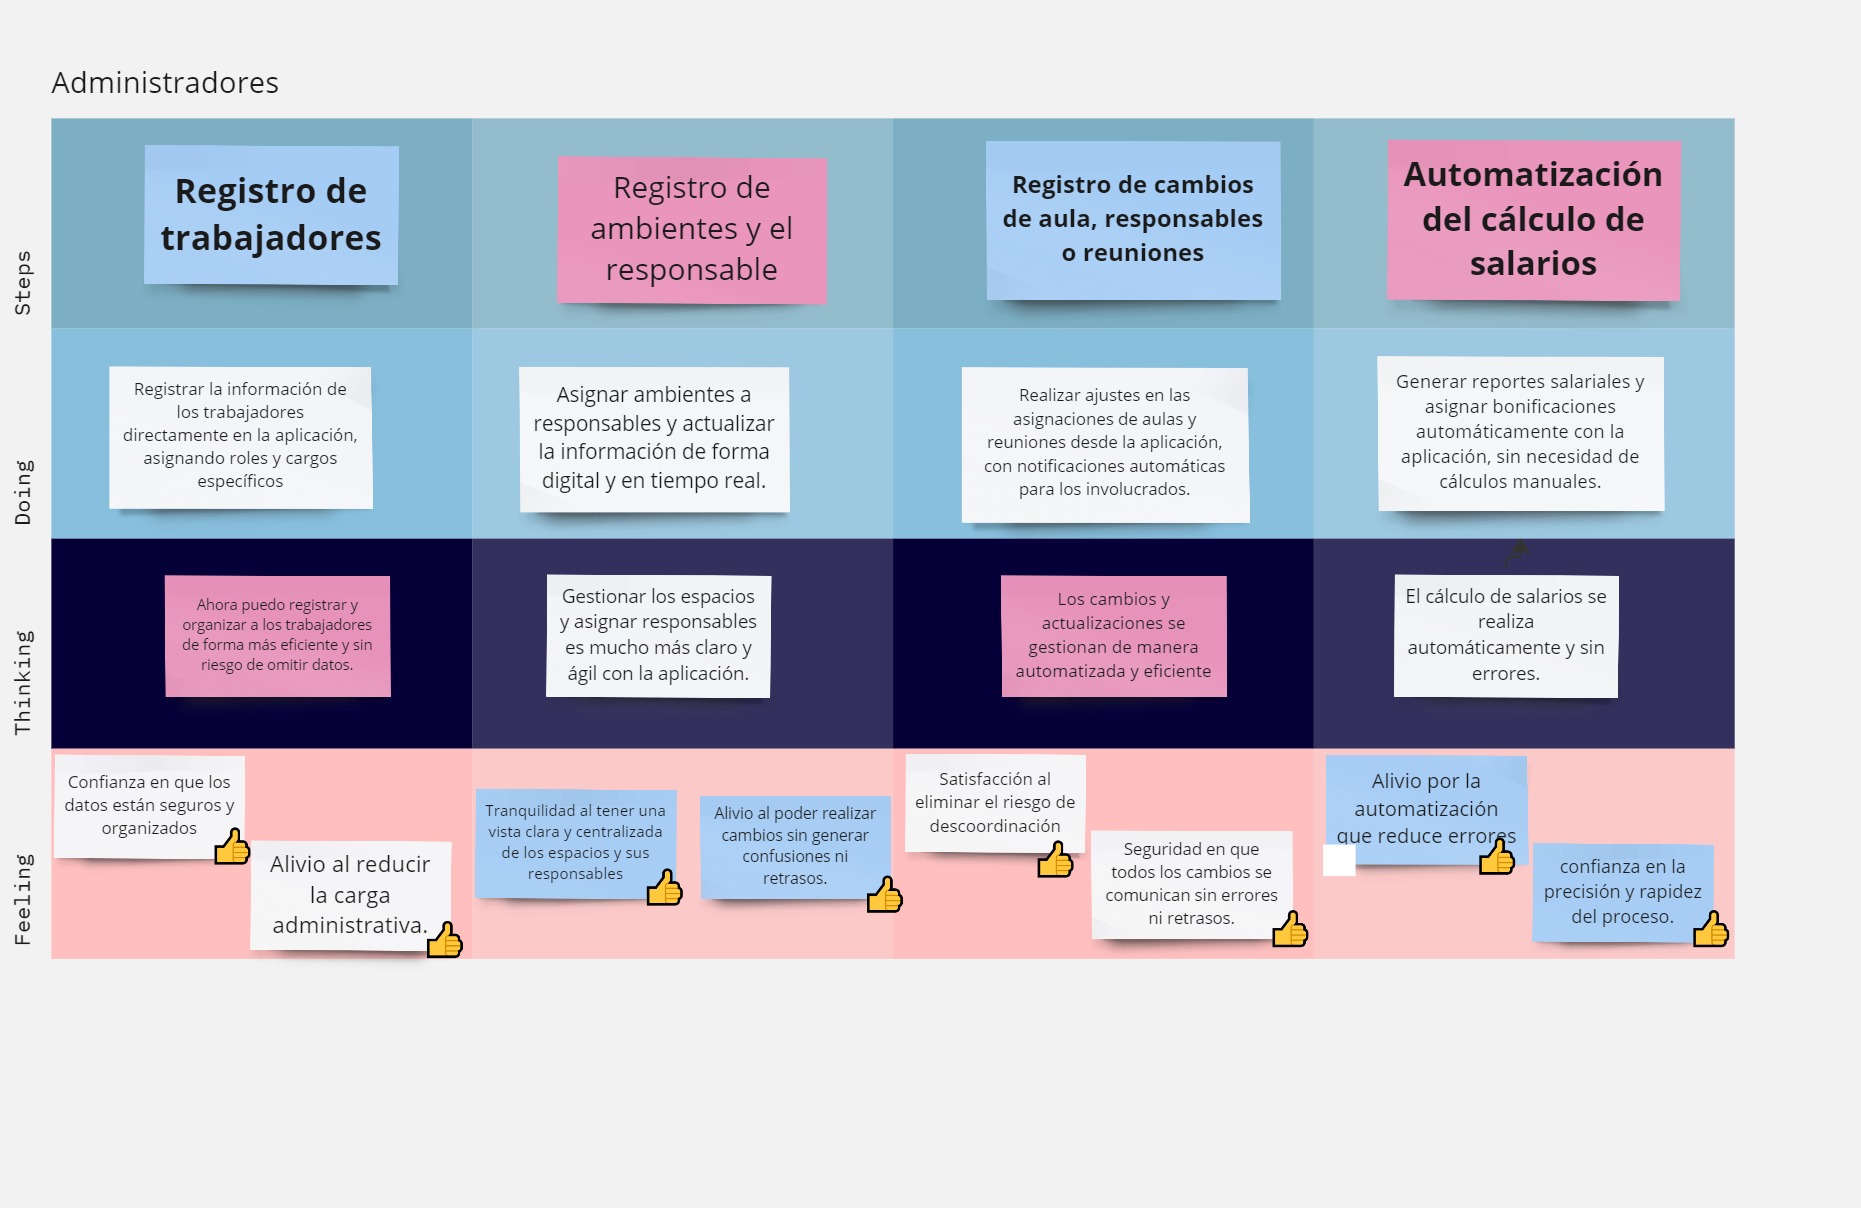 Administradores
Steps
Registro de
trabajadores
Registro de
ambientes y el
responsable
Registro de cambios
de aula, responsables
o reuniones
Automatización
del cálculo de
salarios
Doing
Registrar la información de
los trabajadores
directamente en la aplicación,
asignando roles y cargos
específicos
Asignar ambientes a
responsables y actualizar
la información de forma
digital y en tiempo real.
Realizar ajustes en las
asignaciones de aulas y
reuniones desde la aplicación,
con notificaciones automáticas
para los involucrados.
Generar reportes salariales y
asignar bonificaciones
automáticamente con la
aplicación, sin necesidad de
cálculos manuales.
Thinking
Ahora puedo registrar y
organizar a los trabajadores
de forma más eficiente y sin
riesgo de omitir datos.
Gestionar los espacios
y asignar responsables
es mucho más claro y
ágil con la aplicación.
Los cambios y
actualizaciones se
gestionan de manera
automatizada y eficiente
El cálculo de salarios se
realiza
automáticamente y sin
errores.
Feeling
Confianza en que los
datos están seguros y
organizados
Alivio al reducir
la carga
administrativa.
Tranquilidad al tener una
vista clara y centralizada
de los espacios y sus
responsables
Alivio al poder realizar
cambios sin generar
confusiones ni
retrasos.
Satisfacción al
eliminar el riesgo de
descoordinación
Seguridad en que
todos los cambios se
comunican sin errores
ni retrasos.
Alivio por la
automatización
que reduce errores
confianza en la
precisión y rapidez
del proceso.